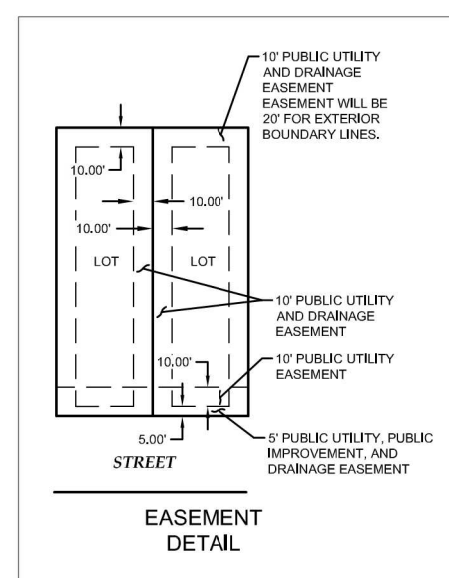 10' PUBLIC UTILITY
AND DRAINAGE
EASEMENT
EASEMENT WILL BE
20' FOR EXTERIOR
BOUNDARY LINES.
10.00'
10.00'
10.00'
LOT
LOT
10' PUBLIC UTILITY
AND DRAINAGE
EASEMENT
10.00'
10' PUBLIC UTILITY
EASEMENT
5.00'
5' PUBLIC UTILITY, PUBLIC
IMPROVEMENT, AND
DRAINAGE EASEMENT
STREET
EASEMENT
DETAIL